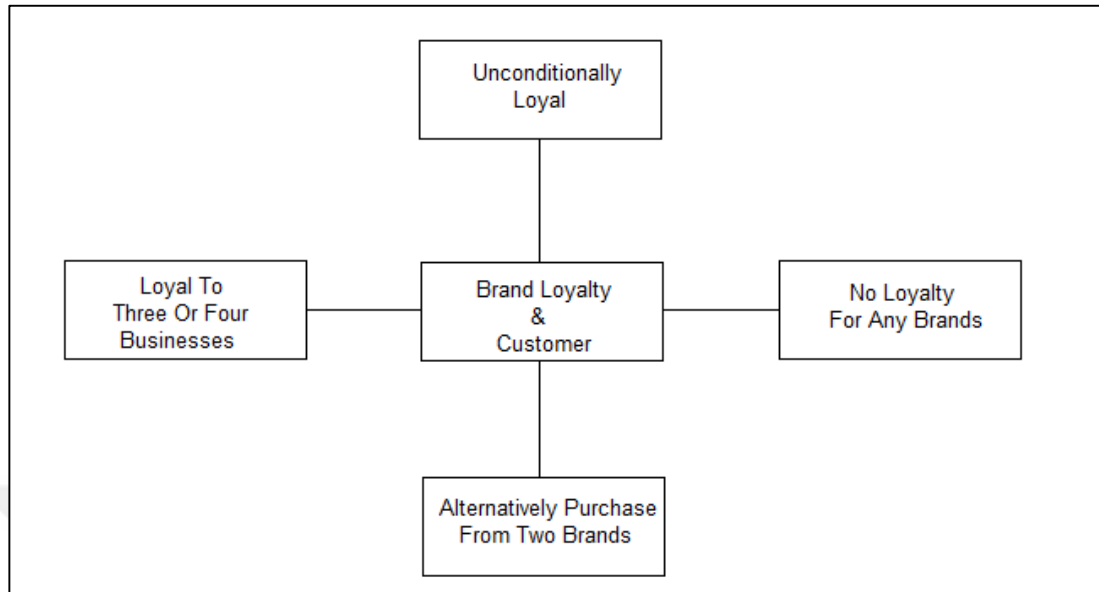 Unconditionally
Loyal
Loyal To
Three Or Four
Businesses
Brand Loyalty
&
Customer
No Loyalty
For Any Brands
Alternatively Purchase
From Two Brands